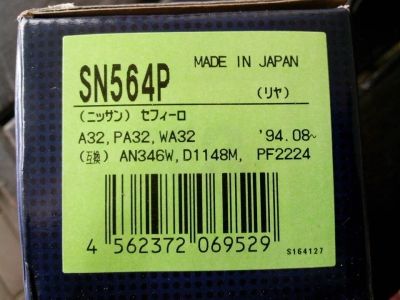 SN564P MADE IN JAPAN
(リヤ)
(ニッサン) セフィーロ
A32, PA32, WA32 '94.08~
(互換) AN346W, D1148M, PF2224
4 562372 069529
S164127